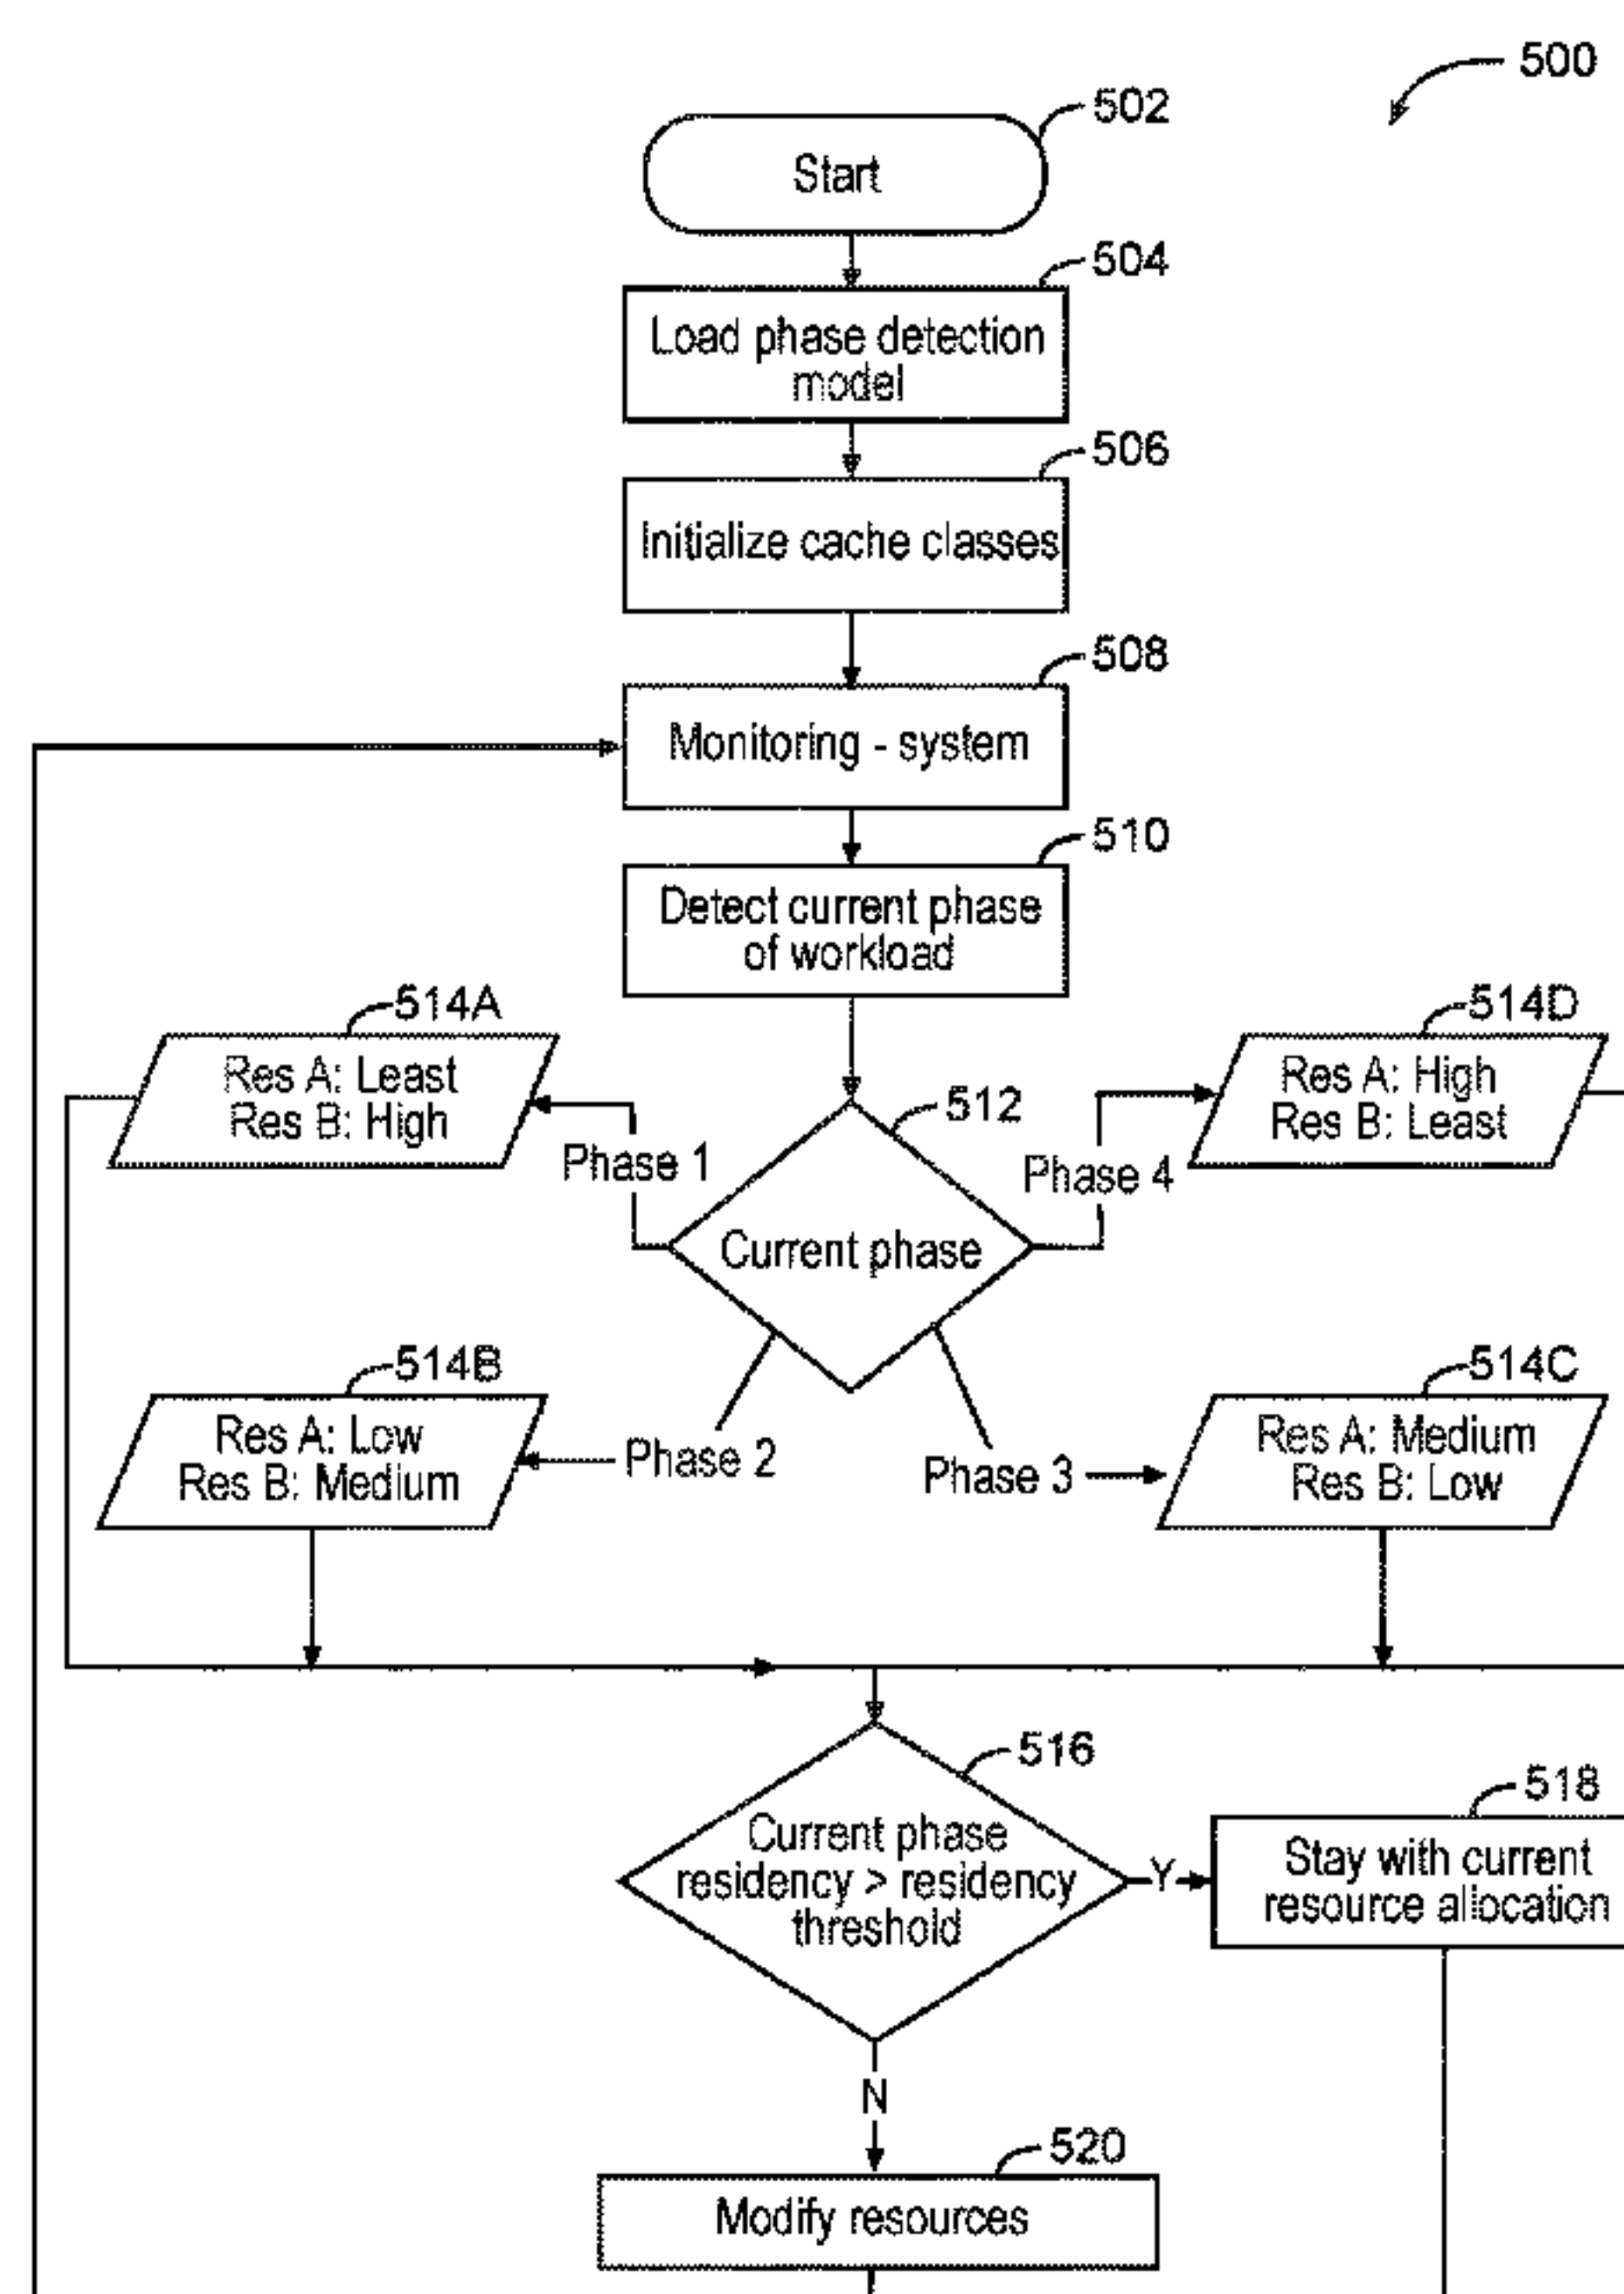 500
502
Start
504
Load phase detection
model
506
Initialize cache classes
508
Monitoring - system
510
Detect current phase
of workload
514A
Res A: Least
Res B: High
514D
Res A: High
Res B: Least
512
Phase 1
Phase 4
Current phase
514B
Res A: Low
Res B: Medium
514C
Res A: Medium
Res B: Low
Phase 2
Phase 3
516
Current phase
residency > residency
threshold
Y
518
Stay with current
resource allocation
N
520
Modify resources